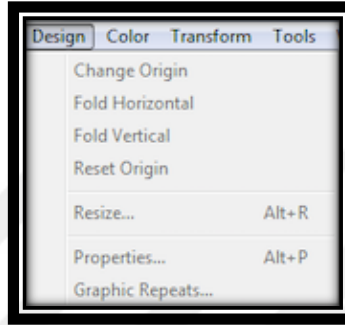 Design Color Transform Tools
Change Origin
Fold Horizontal
Fold Vertical
Reset Origin
Resize... Alt+R
Properties... Alt+P
Graphic Repeats...